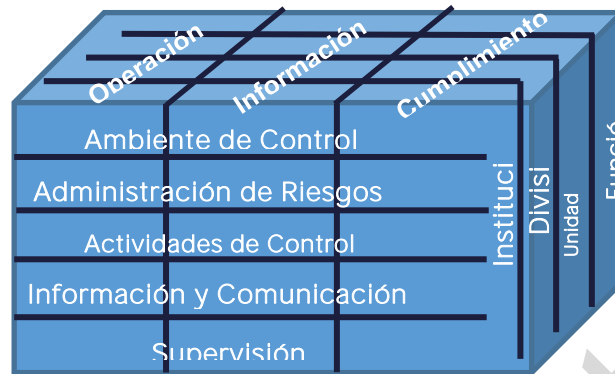 Operación
Información
Cumplimiento
Ambiente de Control
Administración de Riesgos
Actividades de Control
Información y Comunicación
Supervisión
Instituci
Divisi
Unidad
Funció